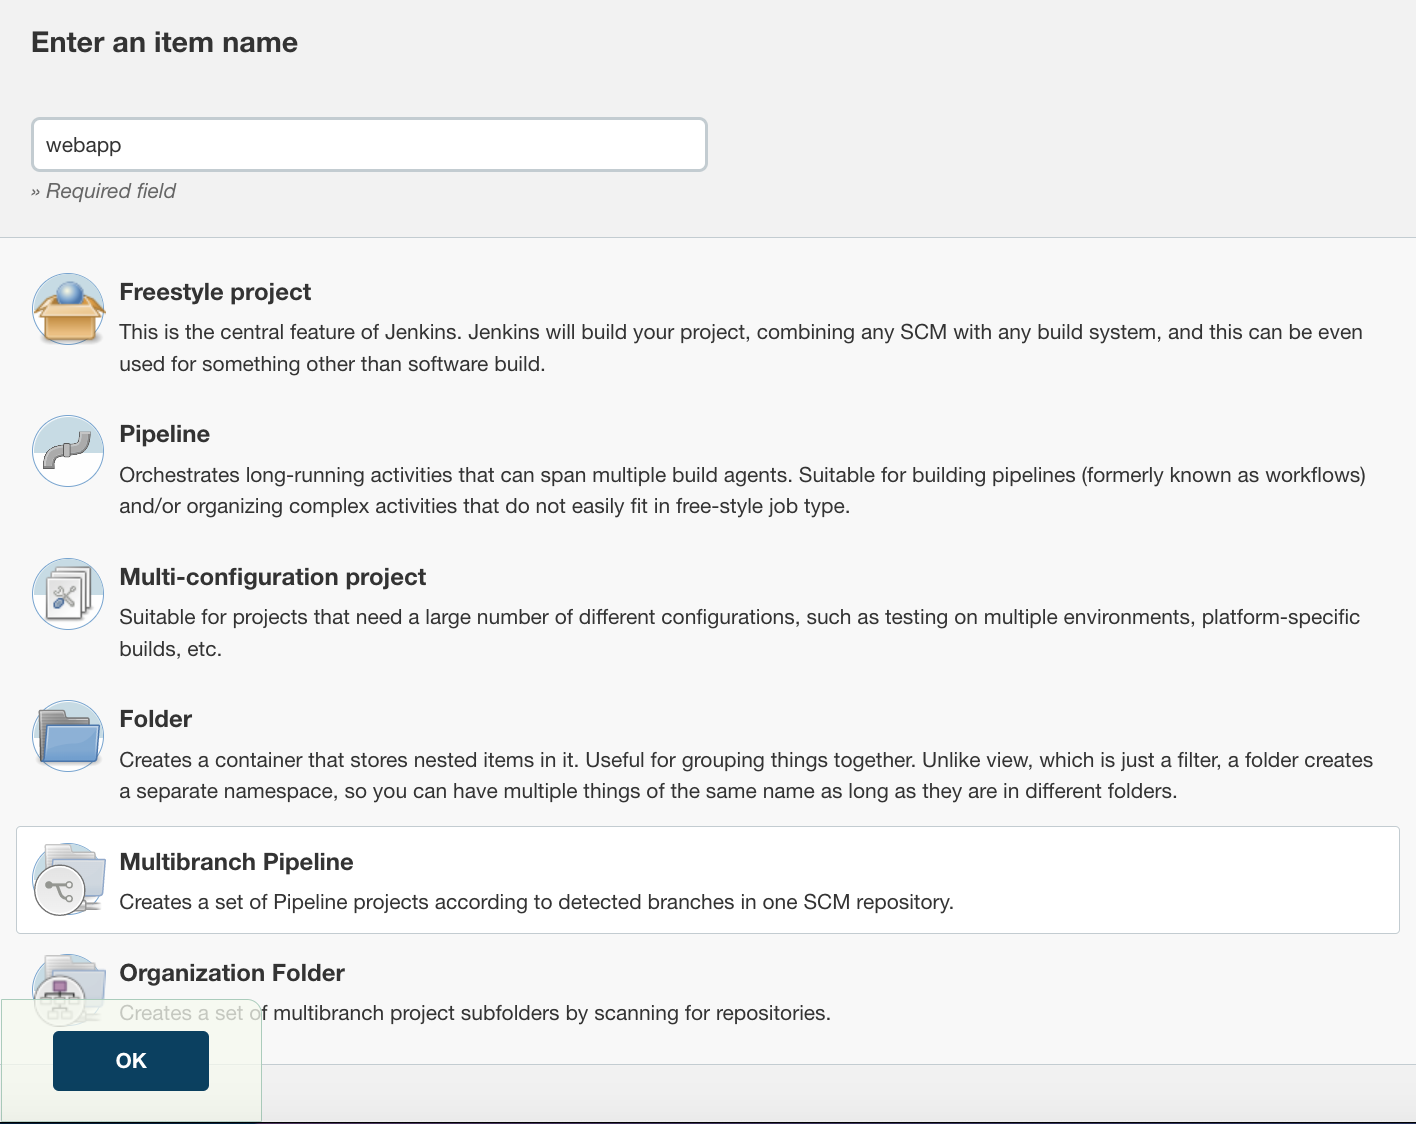 Enter an item name
webapp
» Required field
Freestyle project
This is the central feature of Jenkins. Jenkins will build your project, combining any SCM with any build system, and this can be even
used for something other than software build.
Pipeline
Orchestrates long-running activities that can span multiple build agents. Suitable for building pipelines (formerly known as workflows)
and/or organizing complex activities that do not easily fit in free-style job type.
Multi-configuration project
Suitable for projects that need a large number of different configurations, such as testing on multiple environments, platform-specific
builds, etc.
Folder
Creates a container that stores nested items in it. Useful for grouping things together. Unlike view, which is just a filter, a folder creates
a separate namespace, so you can have multiple things of the same name as long as they are in different folders.
Multibranch Pipeline
Creates a set of Pipeline projects according to detected branches in one SCM repository.
Organization Folder
Creates a set of multibranch project subfolders by scanning for repositories.
OK